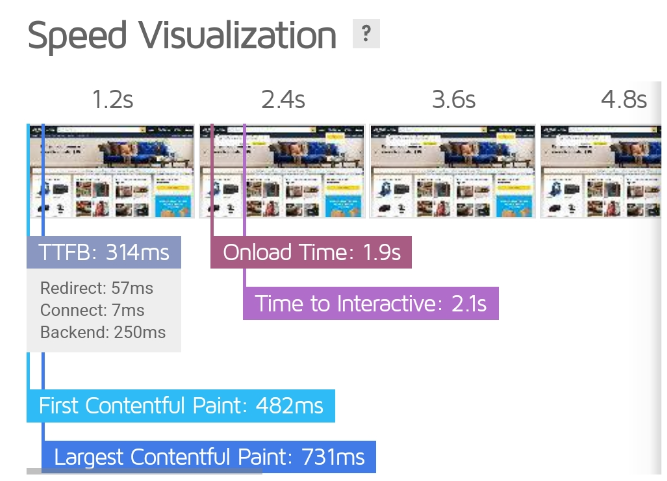 Speed Visualization ?
1.2s 2.4s 3.6s 4.8s
TTFB: 314ms
Redirect: 57ms
Connect: 7ms
Backend: 250ms
Onload Time: 1.9s
Time to Interactive: 2.1s
First Contentful Paint: 482ms
Largest Contentful Paint: 731ms